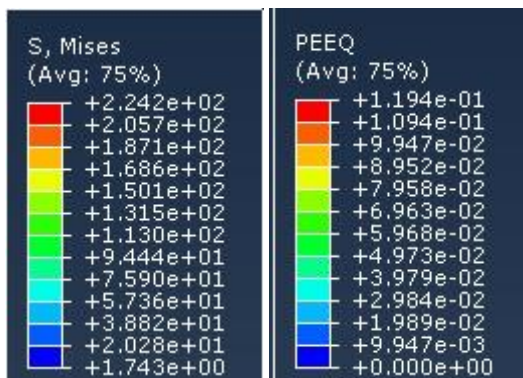 S, Mises
(Avg: 75%)
+2.242e+02
+2.057e+02
+1.871e+02
+1.686e+02
+1.501e+02
+1.315e+02
+1.130e+02
+9.444e+01
+7.590e+01
+5.736e+01
+3.882e+01
+2.028e+01
+1.743e+00
PEEQ
(Avg: 75%)
+1.194e-01
+1.094e-01
+9.947e-02
+8.952e-02
+7.958e-02
+6.963e-02
+5.968e-02
+4.973e-02
+3.979e-02
+2.984e-02
+1.989e-02
+9.947e-03
+0.000e+00